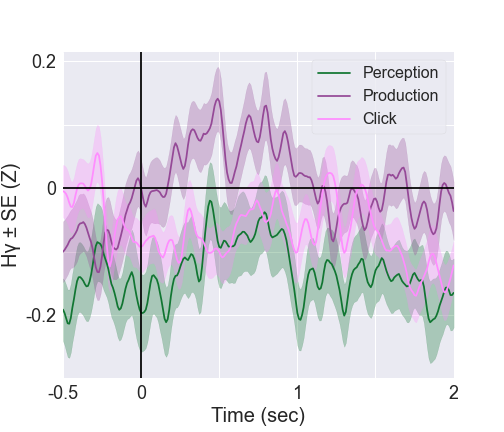 Hγ ± SE (Z)
0.2
0
-0.2
Perception
Production
Click
-0.5 0 1 2
Time (sec)